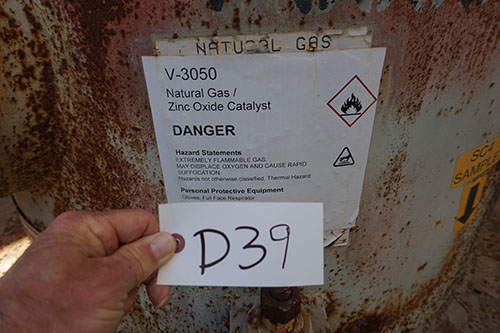 NATURAL GAS
V-3050
Natural Gas /
Zinc Oxide Catalyst
DANGER
Hazard Statements
EXTREMELY FLAMMABLE GAS
MAY DISPLACE OXYGEN AND CAUSE RAPID
SUFFOCATION
Hazards not otherwise classified. Thermal Hazard
Personal Protective Equipment
Gloves, Full Face Respirator
D39
SAMPLE